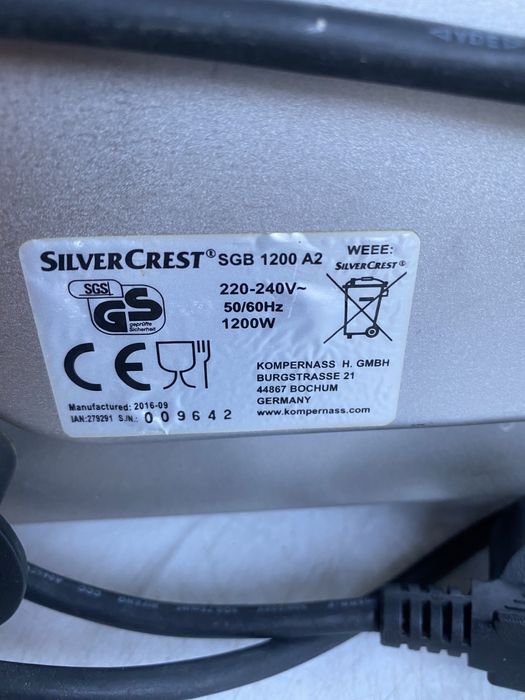 SILVERCREST® SGB 1200 A2
WEEE:
SILVERCREST®
SGS
GS
geprüfte
Sicherheit
220-240V~
50/60Hz
1200W
CE
KOMPERNASS H. GMBH
BURGSTRASSE 21
44867 BOCHUM
GERMANY
www.kompernass.com
Manufactured: 2016-09
IAN:279291 S./N.: 009642